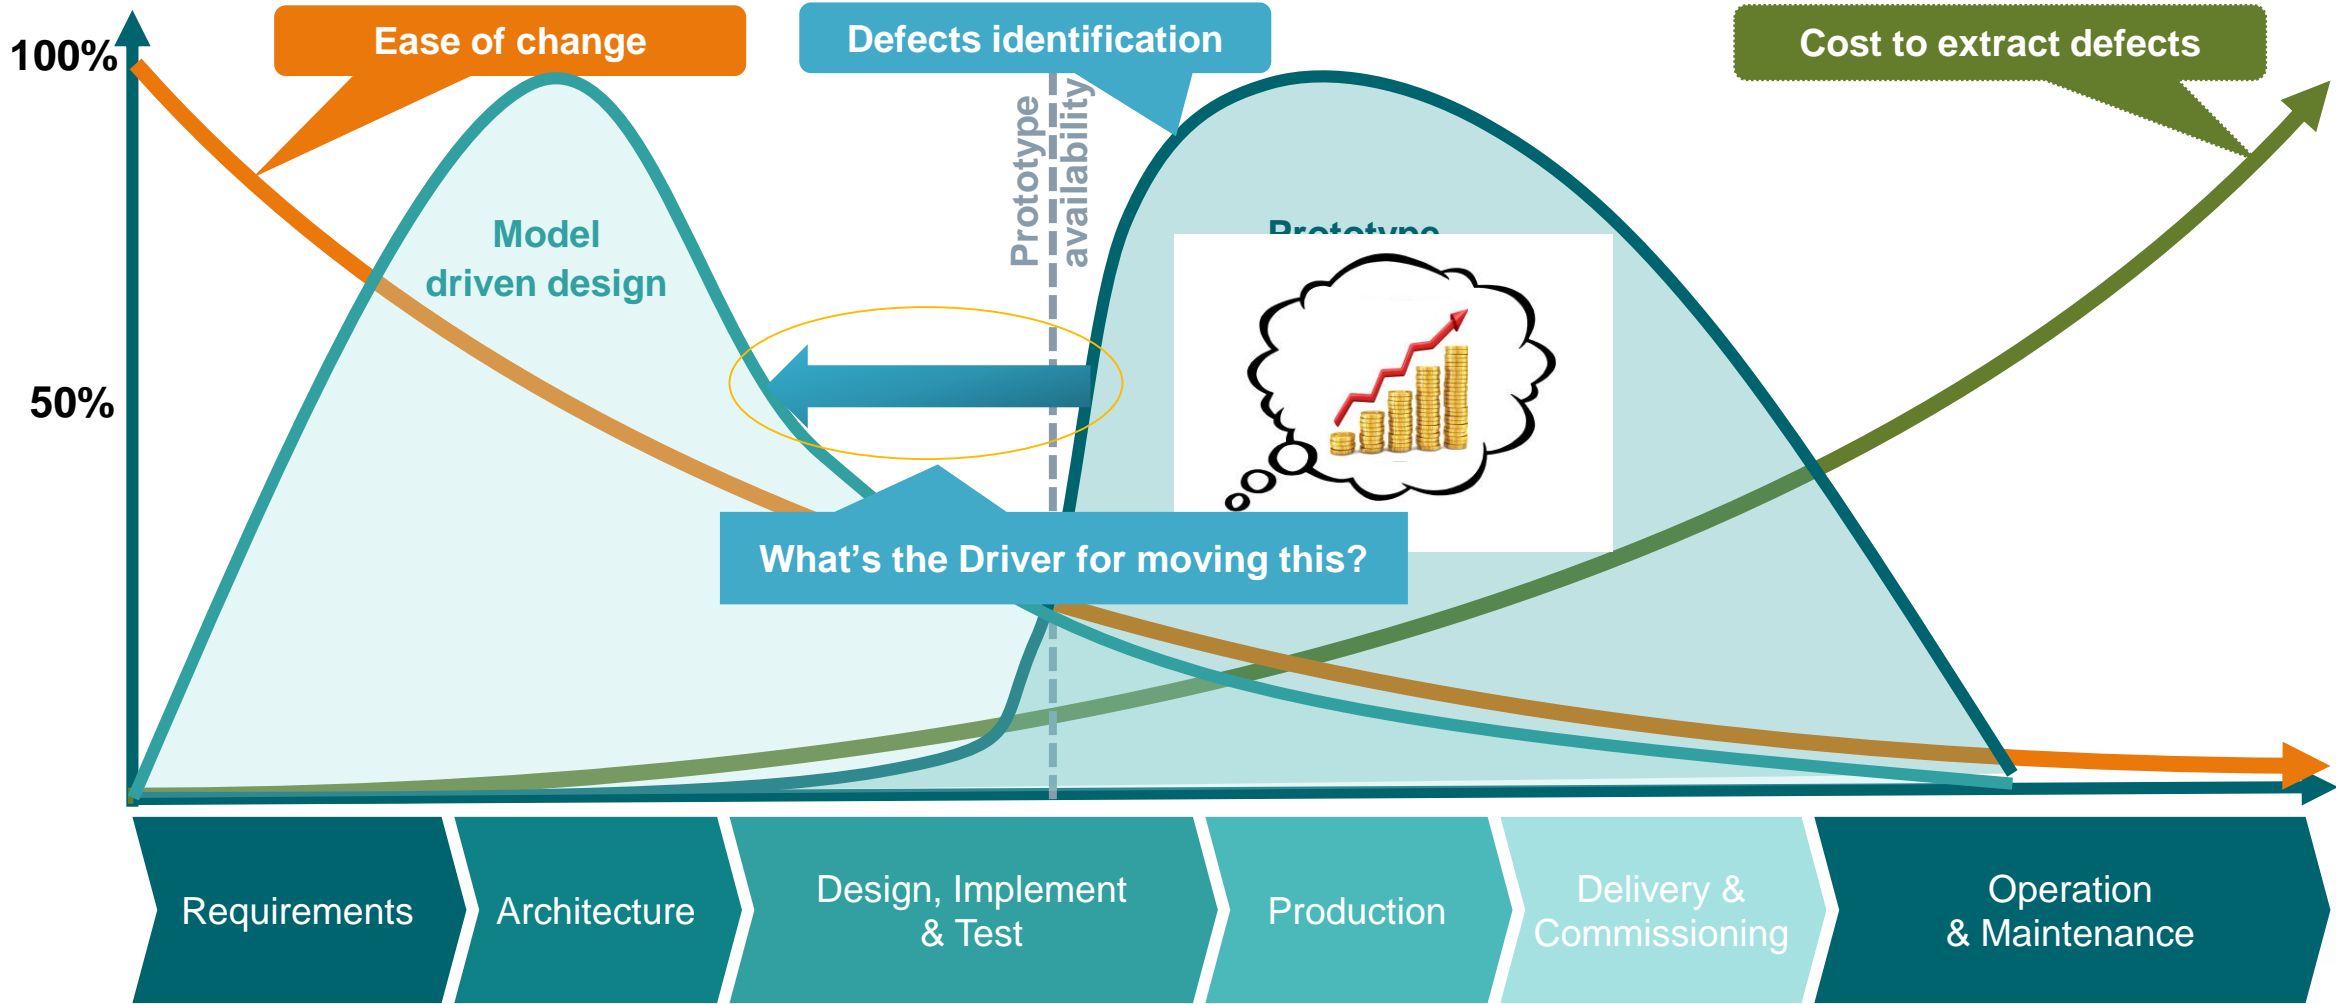 Ease of change
Defects identification
Cost to extract defects
100%
50%
Prototype
availability
Model
driven design
Prototype
What’s the Driver for moving this?
Requirements
Architecture
Design, Implement
& Test
Production
Delivery &
Commissioning
Operation
& Maintenance